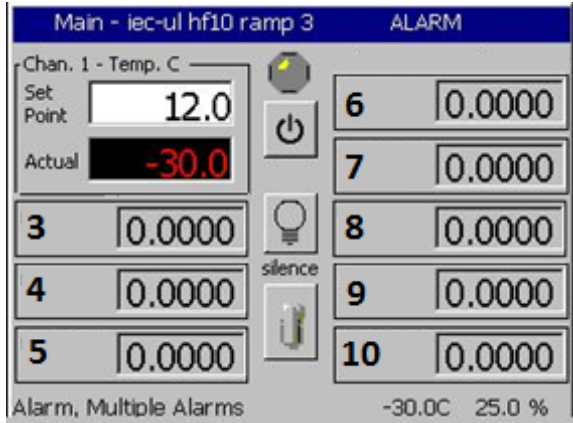 Main - iec-ul hf10 ramp 3 ALARM
Chan. 1 - Temp. C
Set Point 12.0
Actual -30.0
3 0.0000
4 0.0000
5 0.0000
silence
6 0.0000
7 0.0000
8 0.0000
9 0.0000
10 0.0000
Alarm, Multiple Alarms -30.0C 25.0 %